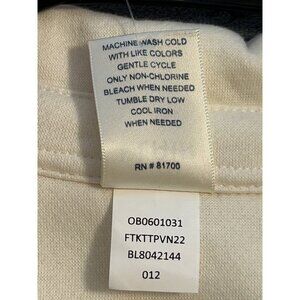 MACHINE WASH COLD
WITH LIKE COLORS
GENTLE CYCLE
ONLY NON-CHLORINE
BLEACH WHEN NEEDED
TUMBLE DRY LOW
COOL IRON
WHEN NEEDED
RN # 81700
OB0601031
FTKTTPVN22
BL8042144
012